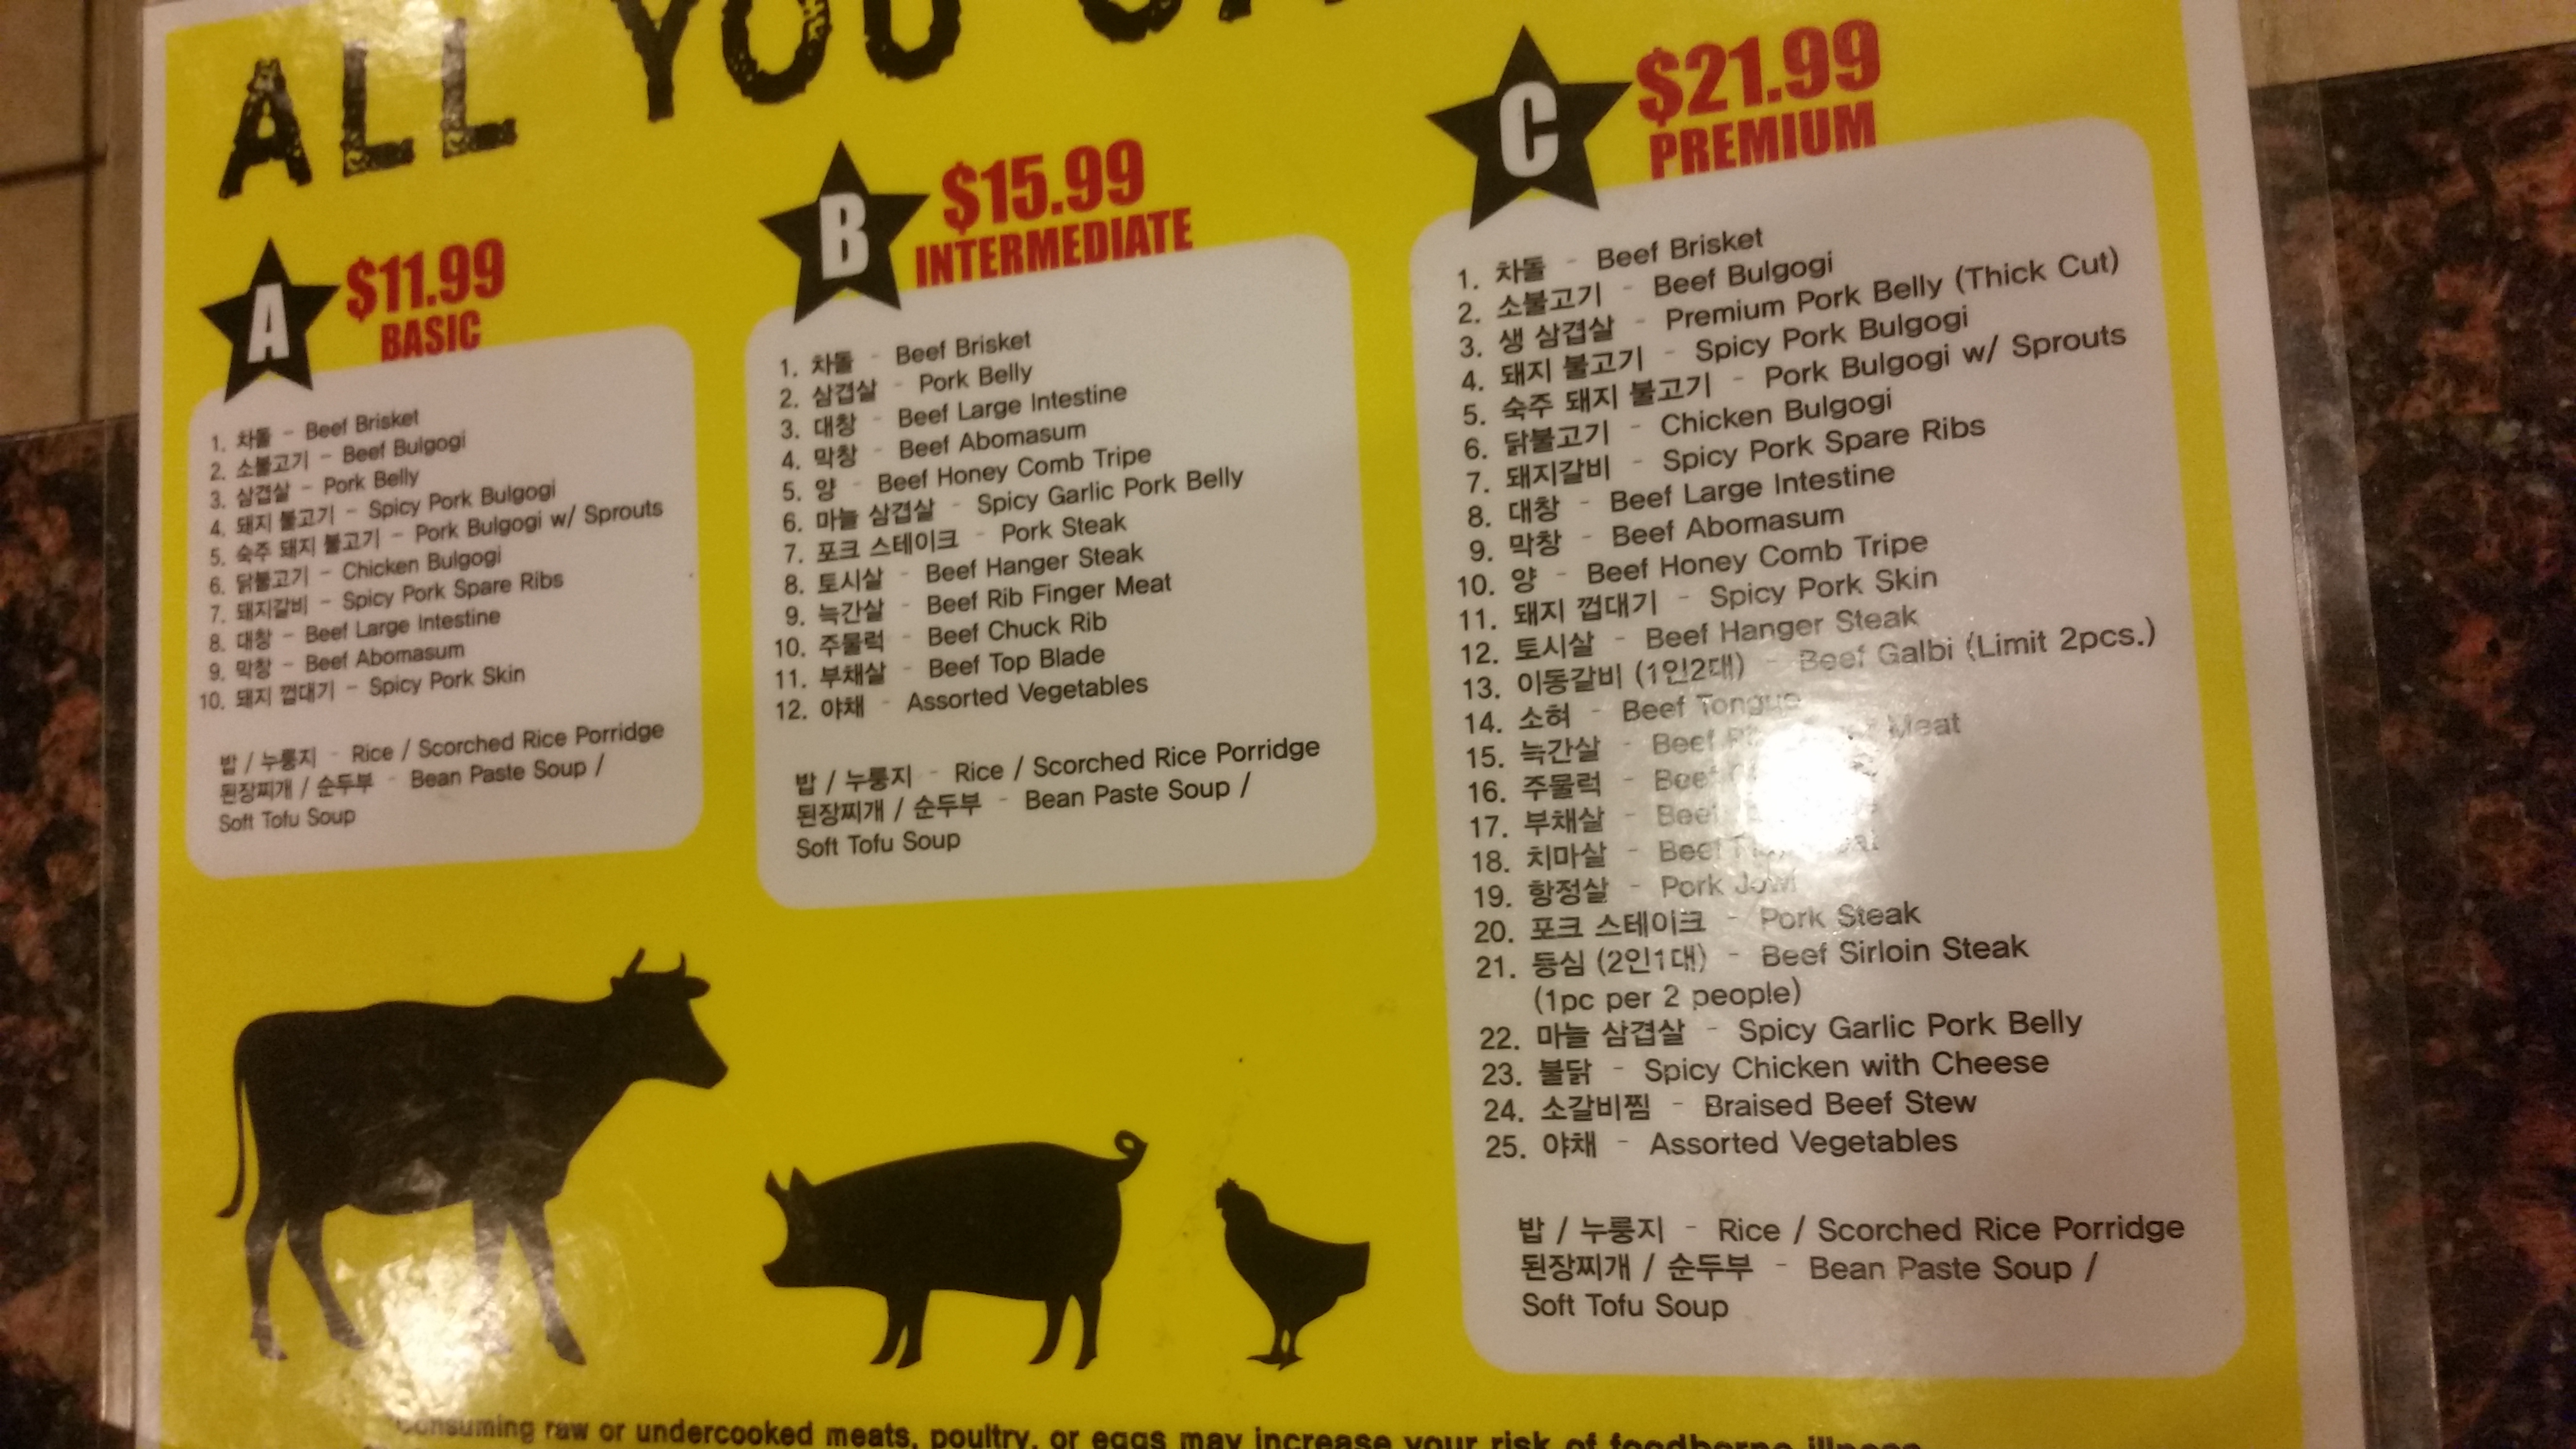 ALL YOU
A
$11.99
BASIC
1. 차돌 - Beef Brisket
2. 소불고기 - Beef Bulgogi
3. 삼겹살 - Pork Belly
4. 돼지 불고기 - Spicy Pork Bulgogi
5. 숙주 돼지 불고기 - Pork Bulgogi w/ Sprouts
6. 닭불고기 - Chicken Bulgogi
7. 돼지갈비 - Spicy Pork Spare Ribs
8. 대창 - Beef Large Intestine
9. 막창 - Beef Abomasum
10. 돼지 껍대기 - Spicy Pork Skin
밥 / 누룽지 - Rice / Scorched Rice Porridge
된장찌개 / 순두부 - Bean Paste Soup /
Soft Tofu Soup
B
$15.99
INTERMEDIATE
1. 차돌 - Beef Brisket
2. 삼겹살 - Pork Belly
3. 대창 - Beef Large Intestine
4. 막창 - Beef Abomasum
5. 양 - Beef Honey Comb Tripe
6. 마늘 삼겹살 - Spicy Garlic Pork Belly
7. 포크 스테이크 - Pork Steak
8. 토시살 - Beef Hanger Steak
9. 늑간살 - Beef Rib Finger Meat
10. 주물럭 - Beef Chuck Rib
11. 부채살 - Beef Top Blade
12. 야채 - Assorted Vegetables
밥 / 누룽지 - Rice / Scorched Rice Porridge
된장찌개 / 순두부 - Bean Paste Soup /
Soft Tofu Soup
C
$21.99
PREMIUM
1. 차돌 - Beef Brisket
2. 소불고기 - Beef Bulgogi
3. 생 삼겹살 - Premium Pork Belly (Thick Cut)
4. 돼지 불고기 - Spicy Pork Bulgogi
5. 숙주 돼지 불고기 - Pork Bulgogi w/ Sprouts
6. 닭불고기 - Chicken Bulgogi
7. 돼지갈비 - Spicy Pork Spare Ribs
8. 대창 - Beef Large Intestine
9. 막창 - Beef Abomasum
10. 양 - Beef Honey Comb Tripe
11. 돼지 껍대기 - Spicy Pork Skin
12. 토시살 - Beef Hanger Steak
13. 이동갈비 (1인2대) - Beef Galbi (Limit 2pcs.)
14. 소혀 - Beef Tongue
15. 늑간살 - Beef Meat
16. 주물럭 - Beef
17. 부채살 - Beef
18. 치마살 - Beef
19. 항정살 - Pork Jowl
20. 포크 스테이크 - Pork Steak
21. 등심 (2인1대) - Beef Sirloin Steak
(1pc per 2 people)
22. 마늘 삼겹살 - Spicy Garlic Pork Belly
23. 불닭 - Spicy Chicken with Cheese
24. 소갈비찜 - Braised Beef Stew
25. 야채 - Assorted Vegetables
밥 / 누룽지 - Rice / Scorched Rice Porridge
된장찌개 / 순두부 - Bean Paste Soup /
Soft Tofu Soup
*Consuming raw or undercooked meats, poultry, or eggs may increase your risk of foodborne illness